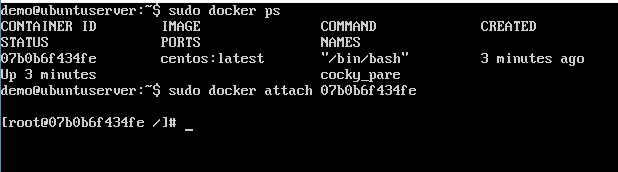 demo@ubuntuserver:~$ sudo docker ps
CONTAINER ID        IMAGE               COMMAND             CREATED
STATUS              PORTS               NAMES
07b0b6f434fe        centos:latest       "/bin/bash"         3 minutes ago
Up 3 minutes                            cocky_pare
demo@ubuntuserver:~$ sudo docker attach 07b0b6f434fe
[root@07b0b6f434fe /]# _